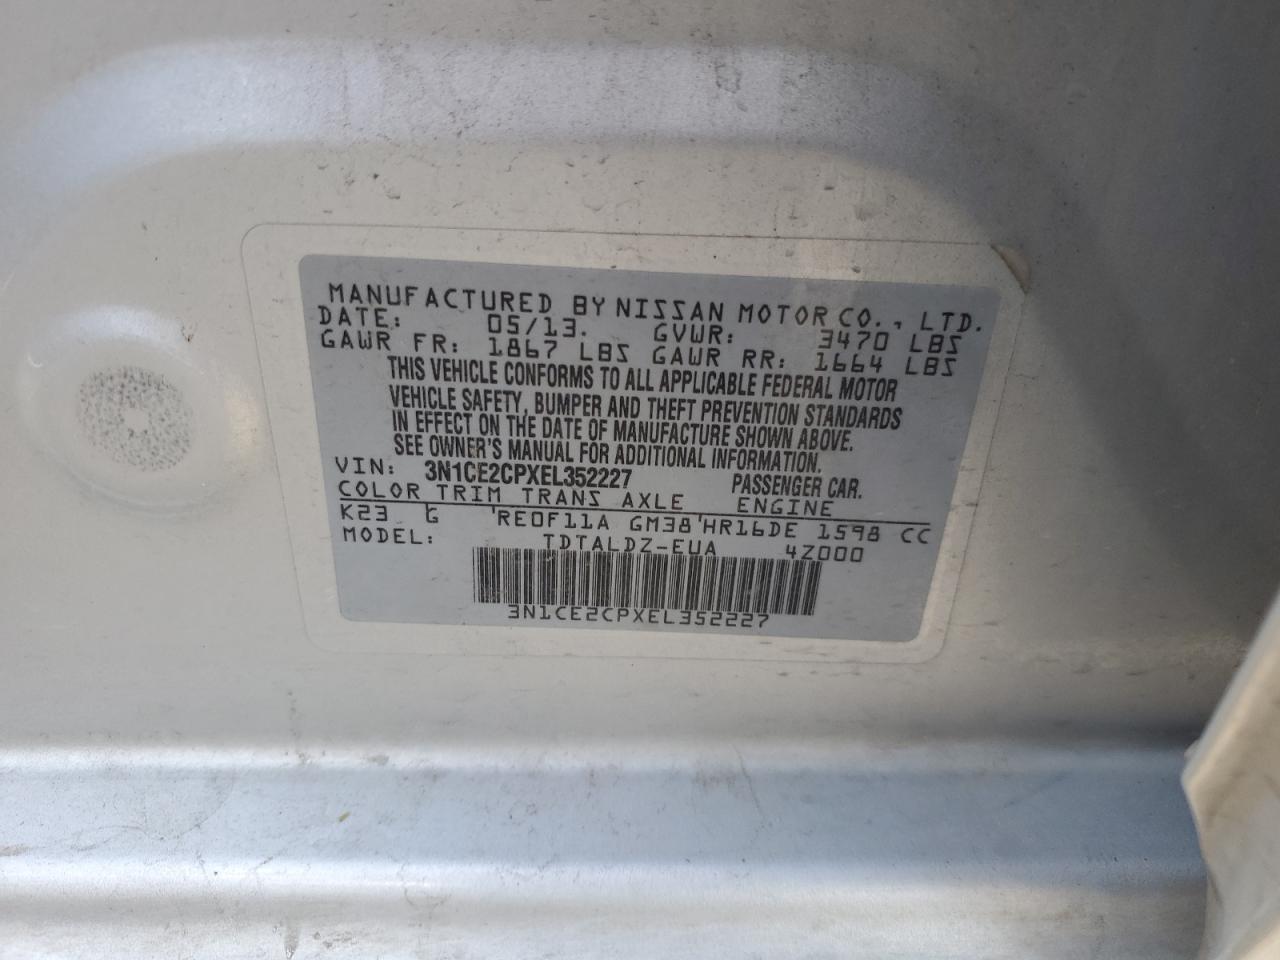 MANUFACTURED BY NISSAN MOTOR CO., LTD.
DATE: 05/13. GVWR: 3470 LBS
GAWR FR: 1867 LBS GAWR RR: 1664 LBS
THIS VEHICLE CONFORMS TO ALL APPLICABLE FEDERAL MOTOR
VEHICLE SAFETY, BUMPER AND THEFT PREVENTION STANDARDS
IN EFFECT ON THE DATE OF MANUFACTURE SHOWN ABOVE.
SEE OWNER'S MANUAL FOR ADDITIONAL INFORMATION.
VIN: 3N1CE2CPXEL352227 PASSENGER CAR.
COLOR TRIM TRANS AXLE ENGINE
K23 G 'RE0F11A GM38'HR16DE 1598 CC
MODEL: TDTALDZ-EUA 4Z000
3N1CE2CPXEL352227